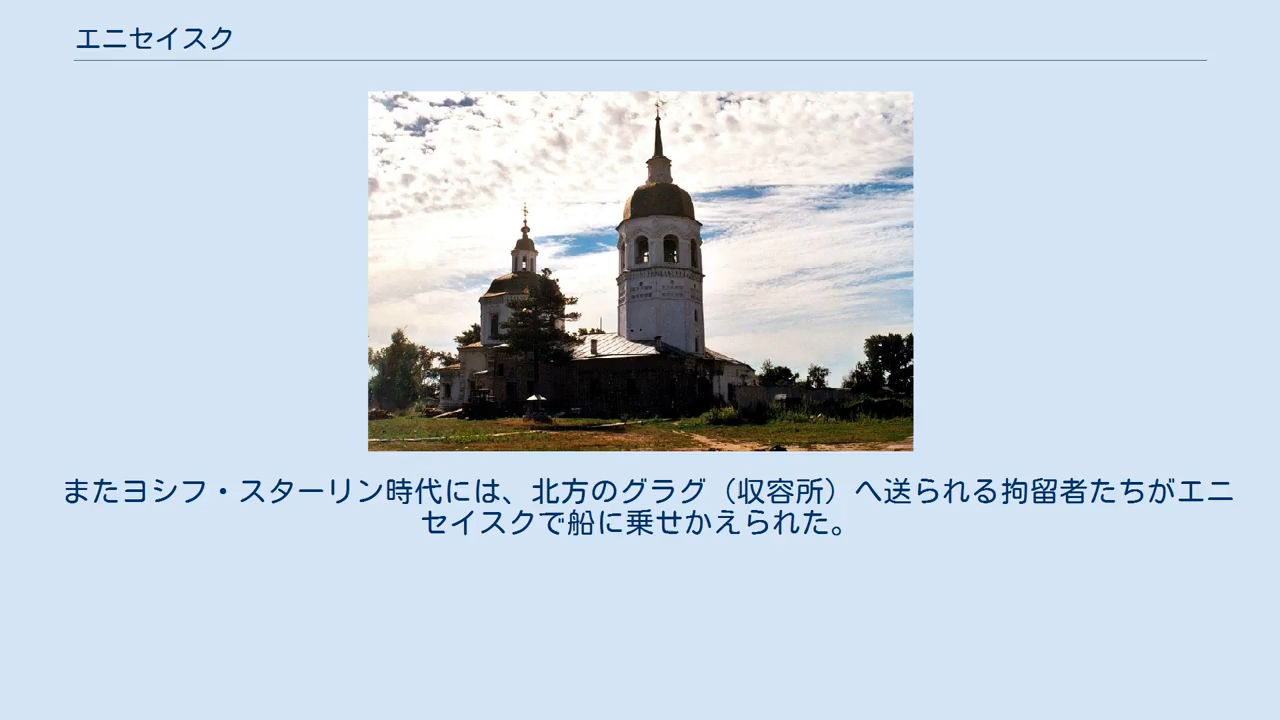 エニセイスク
またヨシフ・スターリン時代には、北方のグラグ（収容所）へ送られる拘留者たちがエニ
セイスクで船に乗せかえられた。